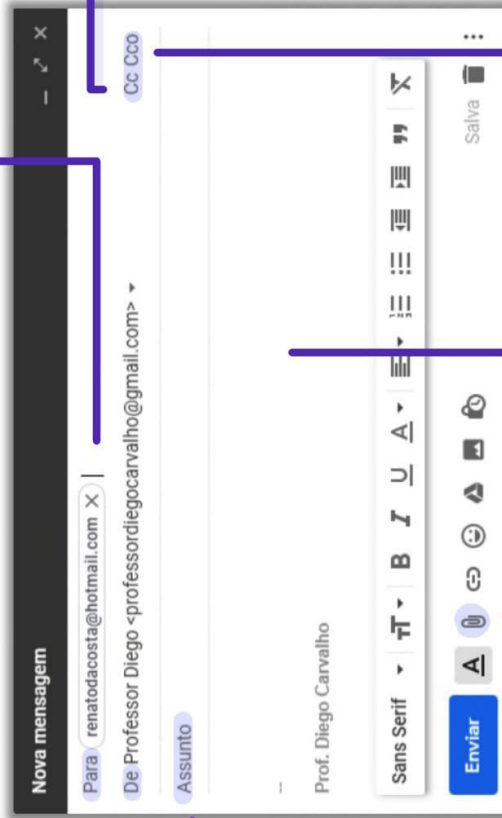 Nova mensagem
Para renatodacosta@hotmail.com
De Professor Diego <professordiegocarvalho@gmail.com> Cc Cco
Assunto
--
Prof. Diego Carvalho
Sans Serif
Enviar Salva